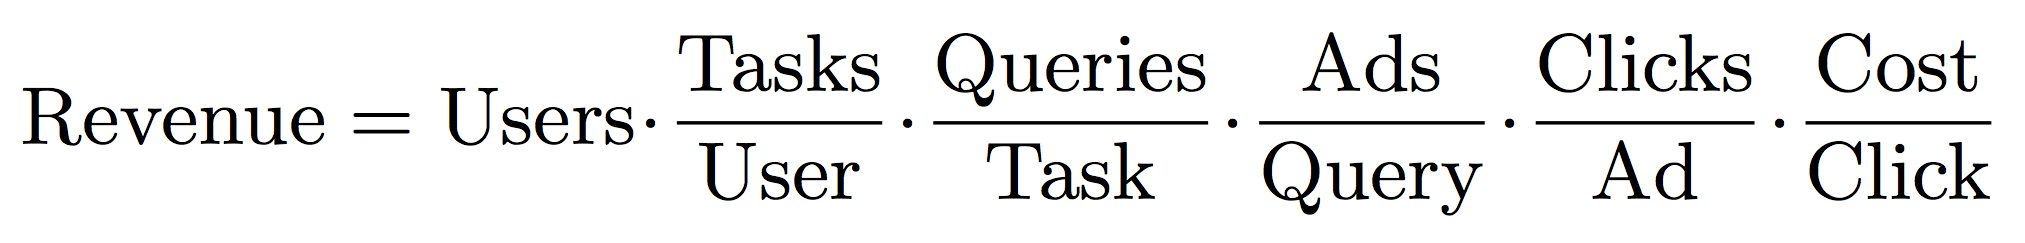 Revenue = Users · Tasks/User · Queries/Task · Ads/Query · Clicks/Ad · Cost/Click